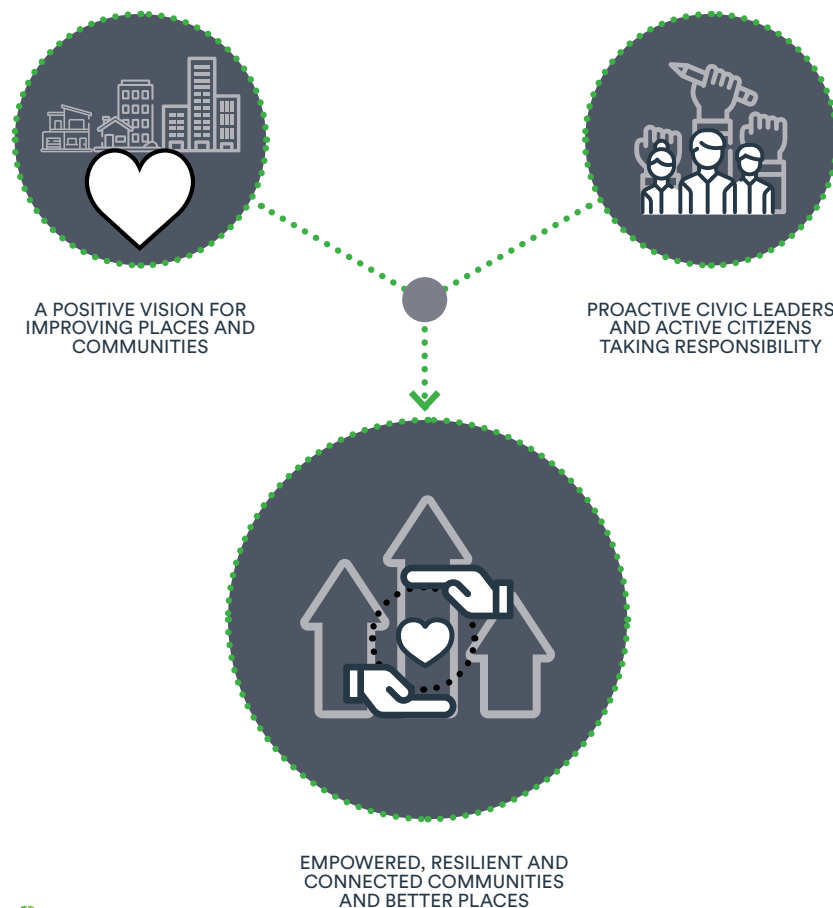 A POSITIVE VISION FOR
IMPROVING PLACES AND
COMMUNITIES
PROACTIVE CIVIC LEADERS
AND ACTIVE CITIZENS
TAKING RESPONSIBILITY
EMPOWERED, RESILIENT AND
CONNECTED COMMUNITIES
AND BETTER PLACES